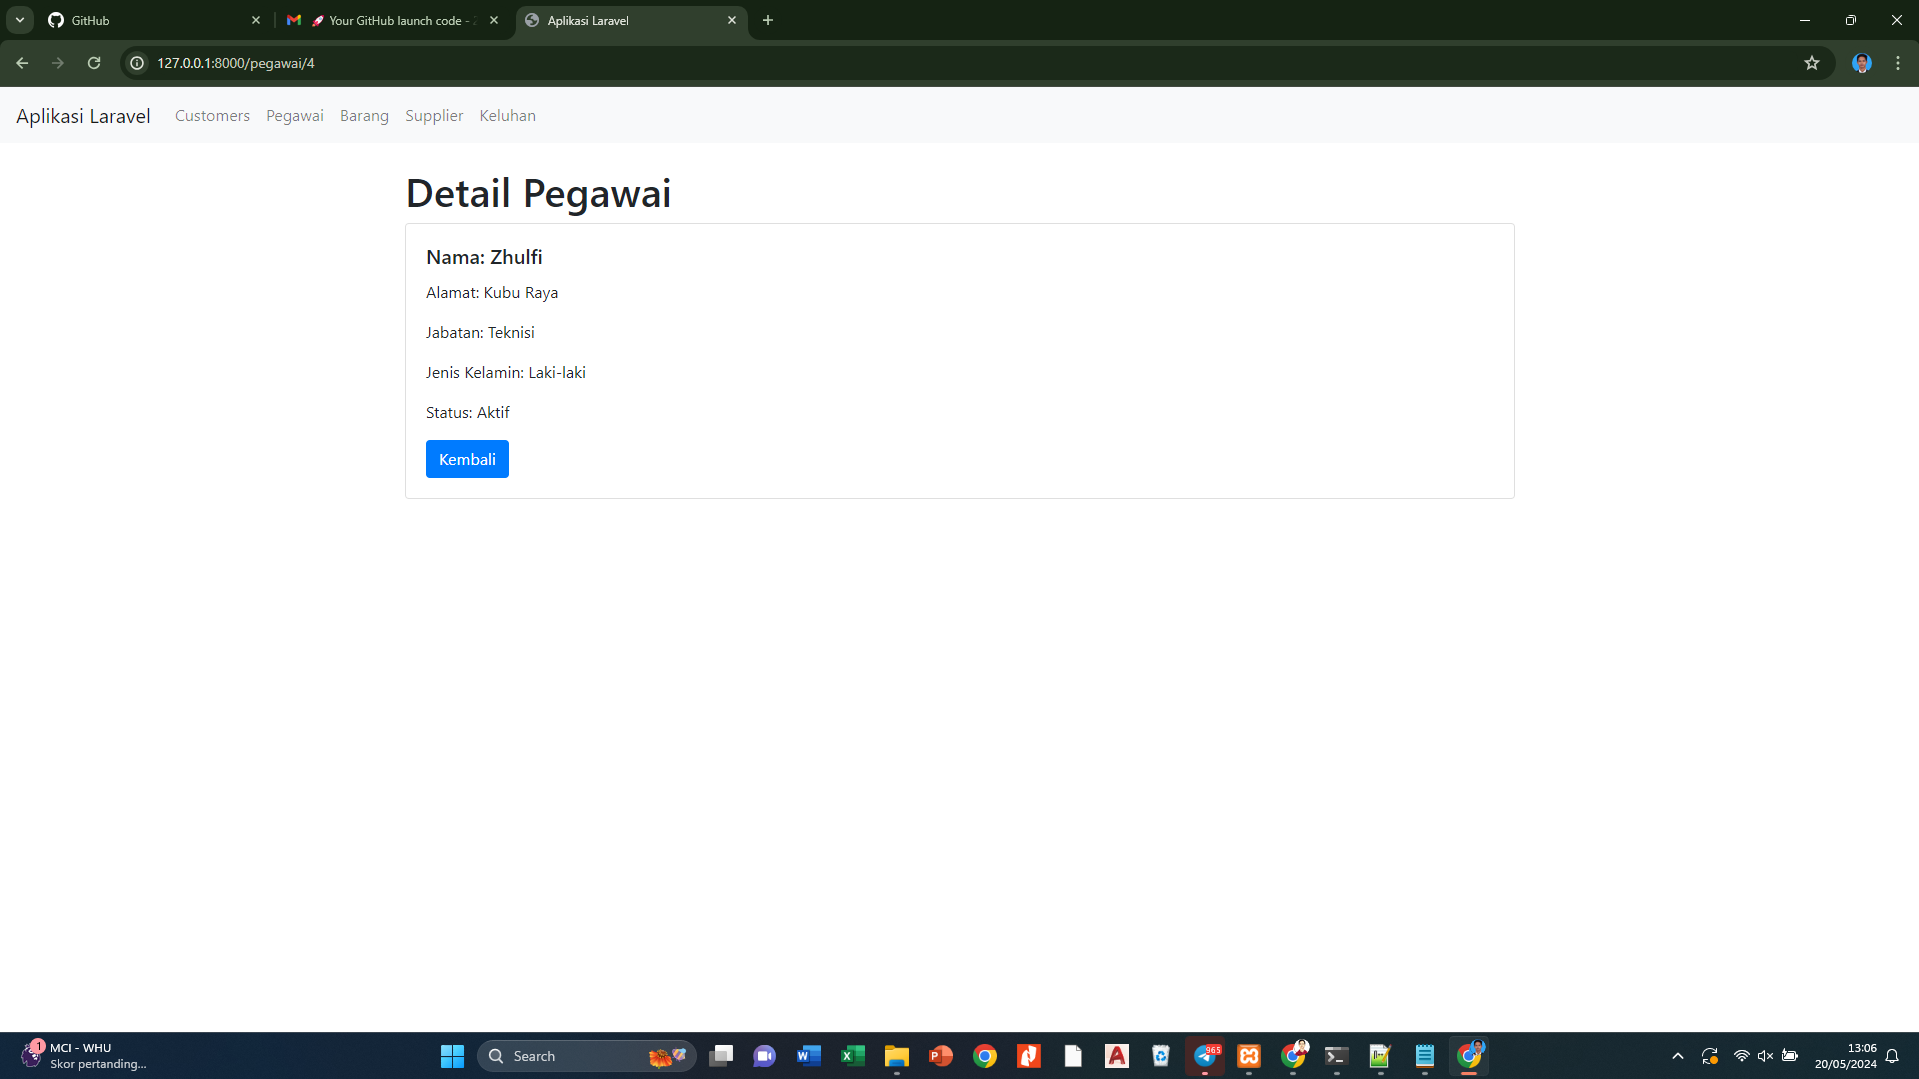 GitHub
Your GitHub launch code -
Aplikasi Laravel
127.0.0.1:8000/pegawai/4
Aplikasi Laravel Customers Pegawai Barang Supplier Keluhan
Detail Pegawai
Nama: Zhulfi
Alamat: Kubu Raya
Jabatan: Teknisi
Jenis Kelamin: Laki-laki
Status: Aktif
Kembali
1
MCI - WHU
Skor pertanding...
Search
965
13:06
20/05/2024